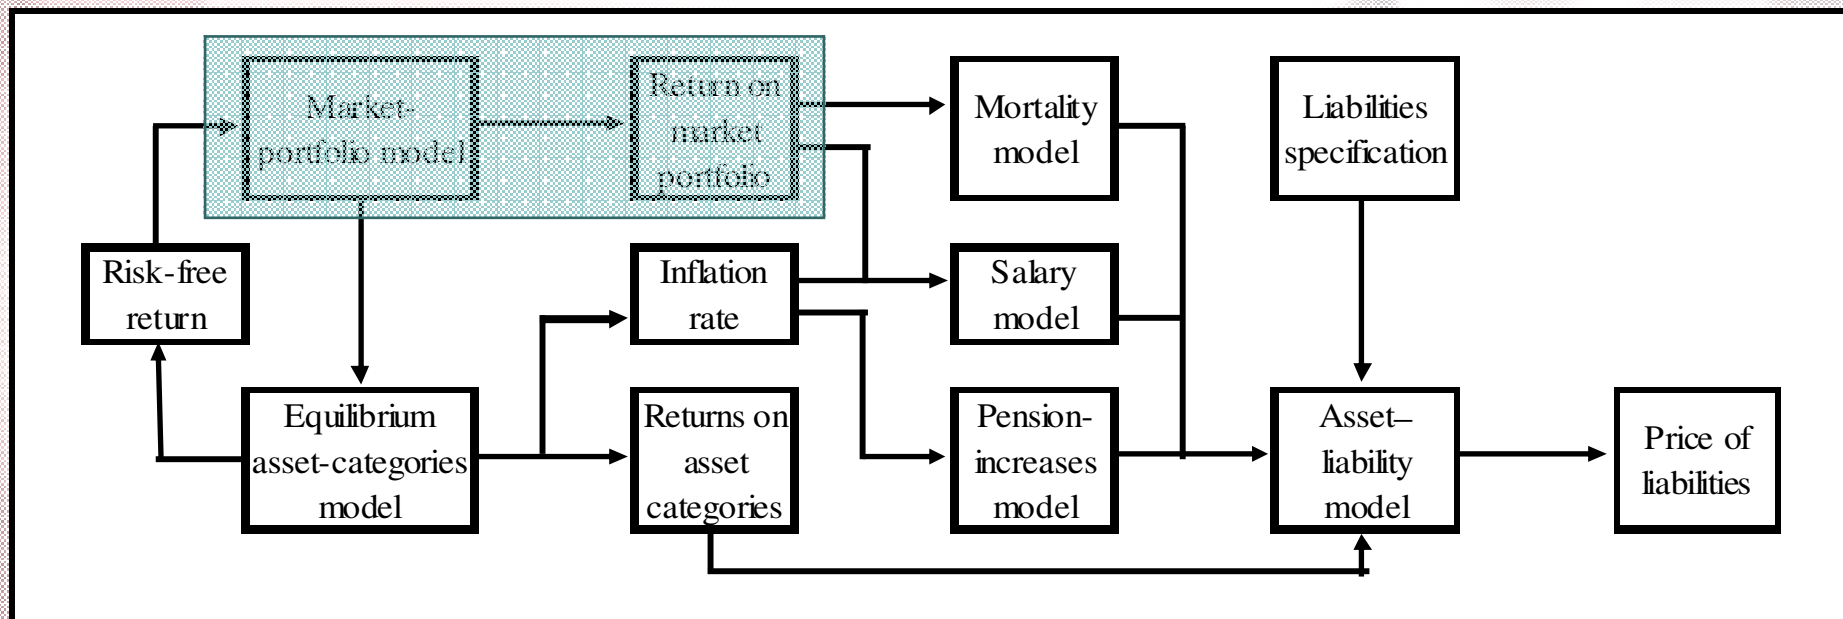 Market-
portfolio model
Return on
market
portfolio
Mortality
model
Liabilities
specification
Risk-free
return
Inflation
rate
Salary
model
Equilibrium
asset-categories
model
Returns on
asset
categories
Pension-
increases
model
Asset–
liability
model
Price of
liabilities